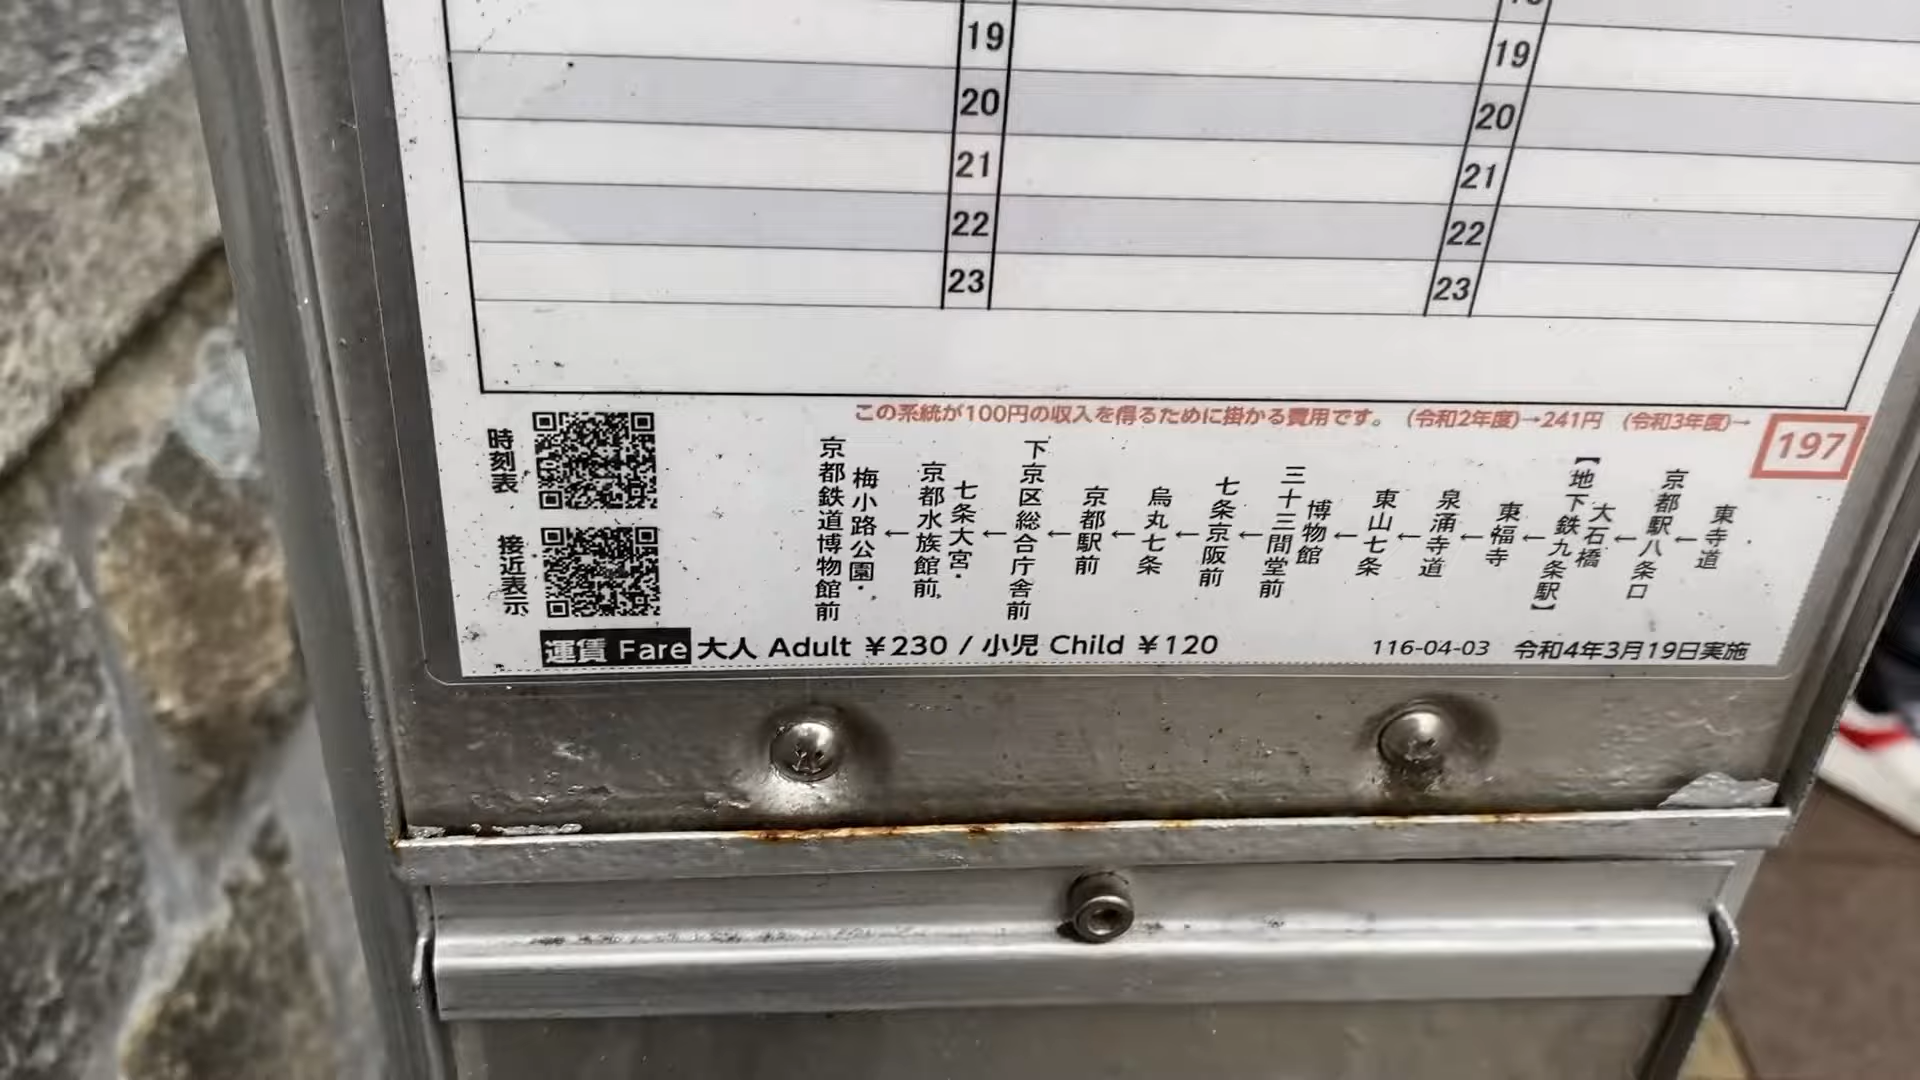 19
19
20
20
21
21
22
22
23
23
この系統が100円の収入を得るために掛かる費用です。 (令和2年度)→241円 (令和3年度)→
197
時刻表
接近表示
東寺道
←
京都駅八条口
←
大石橋
【地下鉄九条駅】
←
東福寺
←
泉涌寺道
←
東山七条
←
博物館
三十三間堂前
←
七条京阪前
←
烏丸七条
←
京都駅前
←
下京区総合庁舎前
←
七条大宮・
京都水族館前
←
梅小路公園・
京都鉄道博物館前
運賃 Fare 大人 Adult ¥230 / 小児 Child ¥120
116-04-03 令和4年3月19日実施